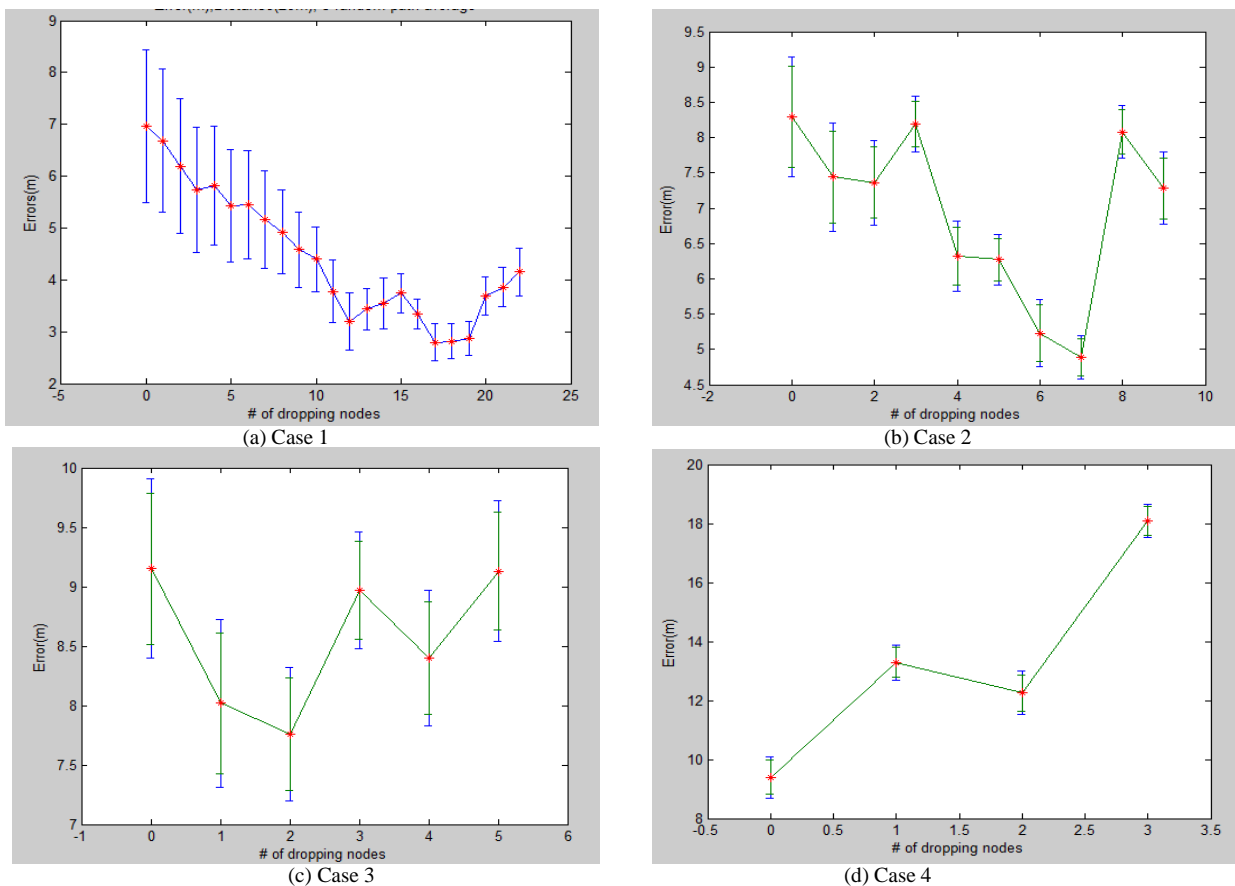 9
8
7
6
5
4
3
2
Errors(m)
-5 0 5 10 15 20 25
# of dropping nodes
(a) Case 1
9.5
9
8.5
8
7.5
7
6.5
6
5.5
5
4.5
Error(m)
-2 0 2 4 6 8 10
# of dropping nodes
(b) Case 2
10
9.5
9
8.5
8
7.5
7
Error(m)
-1 0 1 2 3 4 5 6
# of dropping nodes
(c) Case 3
20
18
16
14
12
10
8
Error(m)
-0.5 0 0.5 1 1.5 2 2.5 3 3.5
# of dropping nodes
(d) Case 4